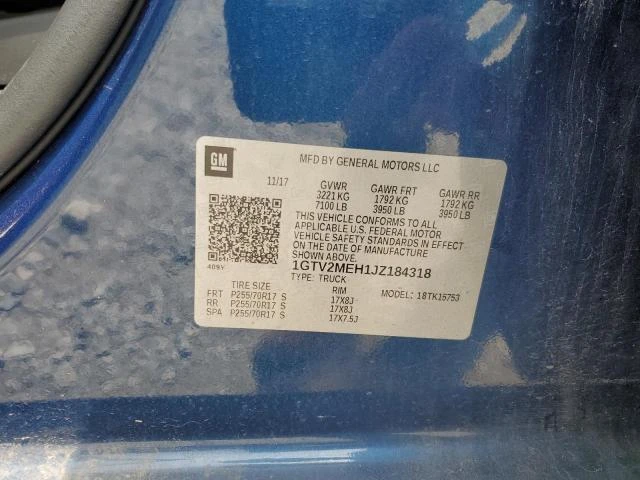 GM
MFD BY GENERAL MOTORS LLC
11/17 GVWR GAWR FRT GAWR RR
3221 KG 1792 KG 1792 KG
7100 LB 3950 LB 3950 LB
THIS VEHICLE CONFORMS TO ALL
APPLICABLE U.S. FEDERAL MOTOR
VEHICLE SAFETY STANDARDS IN EFFECT
ON THE DATE OF MANUFACTURE SHOWN ABOVE.
409Y 1GTV2MEH1JZ184318
TYPE: TRUCK
TIRE SIZE RIM MODEL: 18TK15753
FRT P255/70R17 S 17X8J
RR P255/70R17 S 17X8J
SPA P255/70R17 S 17X7.5J